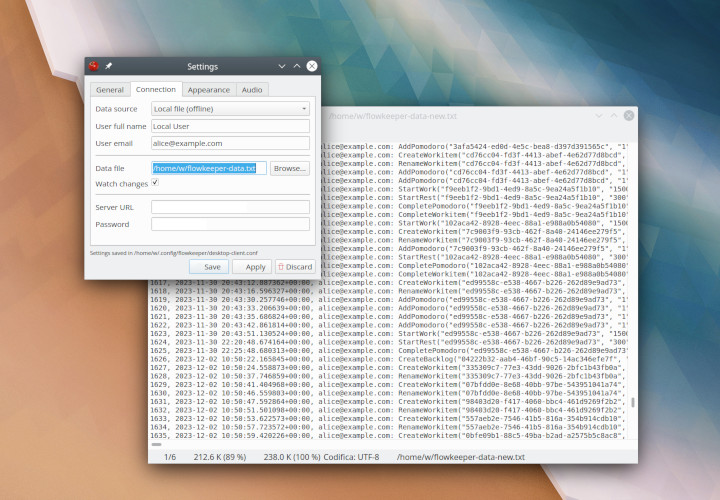 Settings
General
Connection
Appearance
Audio
Data source
Local file (offline)
User full name
Local User
User email
alice@example.com
Data file
/home/w/flowkeeper-data.txt
Browse...
Watch changes
Server URL
Password
Settings saved in /home/w/.config/flowkeeper/desktop-client.conf
Save
Apply
Discard
/home/w/flowkeeper-data-new.txt
alice@example.com: AddPomodoro("3afa5424-ed0d-4e5c-bea8-d397d391565c", "1"
alice@example.com: CreateWorkitem("cd76cc04-fd3f-4413-abef-4e62d77d8bcd",
alice@example.com: RenameWorkitem("cd76cc04-fd3f-4413-abef-4e62d77d8bcd",
alice@example.com: AddPomodoro("cd76cc04-fd3f-4413-abef-4e62d77d8bcd", "1"
alice@example.com: AddPomodoro("cd76cc04-fd3f-4413-abef-4e62d77d8bcd", "1"
alice@example.com: StartWork("f9eeb1f2-9bd1-4ed9-8a5c-9ea24a5f1b10", "1500
alice@example.com: StartRest("f9eeb1f2-9bd1-4ed9-8a5c-9ea24a5f1b10", "300"
alice@example.com: CompletePomodoro("f9eeb1f2-9bd1-4ed9-8a5c-9ea24a5f1b10"
alice@example.com: CompleteWorkitem("f9eeb1f2-9bd1-4ed9-8a5c-9ea24a5f1b10"
alice@example.com: StartWork("102aca42-8928-4eec-88a1-e988a0b54080", "1500
alice@example.com: CreateWorkitem("7c9003f9-93fc-462f-8a40-24146ee279f5",
alice@example.com: RenameWorkitem("7c9003f9-93fc-462f-8a40-24146ee279f5",
alice@example.com: AddPomodoro("7c9003f9-93fc-462f-8a40-24146ee279f5", "1"
alice@example.com: StartRest("102aca42-8928-4eec-88a1-e988a0b54080", "300"
alice@example.com: CompletePomodoro("102aca42-8928-4eec-88a1-e988a0b54080"
alice@example.com: CompleteWorkitem("102aca42-8928-4eec-88a1-e988a0b54080"
1617, 2023-11-30 20:43:12.887362+00:00, alice@example.com: CreateWorkitem("ed99558c-e538-4667-b226-262d89e9ad73",
1618, 2023-11-30 20:43:16.596327+00:00, alice@example.com: RenameWorkitem("ed99558c-e538-4667-b226-262d89e9ad73",
1619, 2023-11-30 20:43:30.257746+00:00, alice@example.com: AddPomodoro("ed99558c-e538-4667-b226-262d89e9ad73", "1"
1620, 2023-11-30 20:43:33.206639+00:00, alice@example.com: AddPomodoro("ed99558c-e538-4667-b226-262d89e9ad73", "1"
1621, 2023-11-30 20:43:35.686824+00:00, alice@example.com: AddPomodoro("ed99558c-e538-4667-b226-262d89e9ad73", "1"
1622, 2023-11-30 20:43:42.861814+00:00, alice@example.com: AddPomodoro("ed99558c-e538-4667-b226-262d89e9ad73", "1"
1623, 2023-11-30 20:43:51.130524+00:00, alice@example.com: StartWork("ed99558c-e538-4667-b226-262d89e9ad73", "1500
1624, 2023-11-30 22:20:48.674164+00:00, alice@example.com: StartRest("ed99558c-e538-4667-b226-262d89e9ad73", "300"
1625, 2023-11-30 22:25:48.680313+00:00, alice@example.com: CompletePomodoro("ed99558c-e538-4667-b226-262d89e9ad73"
1626, 2023-12-02 10:50:22.165845+00:00, alice@example.com: CreateBacklog("0422b32-aab4-46bf-90c5-14ac346efe7f", "
1627, 2023-12-02 10:50:24.558873+00:00, alice@example.com: CreateWorkitem("335309c7-77e3-43dd-9026-2bfc1b43fb0a",
1628, 2023-12-02 10:50:37.746859+00:00, alice@example.com: RenameWorkitem("335309c7-77e3-43dd-9026-2bfc1b43fb0a",
1629, 2023-12-02 10:50:41.404968+00:00, alice@example.com: CreateWorkitem("07bfdd0e-8e68-40bb-97be-543951041a74",
1630, 2023-12-02 10:50:46.559803+00:00, alice@example.com: RenameWorkitem("07bfdd0e-8e68-40bb-97be-543951041a74",
1631, 2023-12-02 10:50:47.592864+00:00, alice@example.com: CreateWorkitem("98403d20-f417-4060-bbc4-461d9269f2b2",
1632, 2023-12-02 10:50:51.501098+00:00, alice@example.com: RenameWorkitem("98403d20-f417-4060-bbc4-461d9269f2b2",
1633, 2023-12-02 10:50:53.622573+00:00, alice@example.com: CreateWorkitem("557aeb2e-7546-41b5-816a-354b914cdb10",
1634, 2023-12-02 10:50:57.723572+00:00, alice@example.com: RenameWorkitem("557aeb2e-7546-41b5-816a-354b914cdb10",
1635, 2023-12-02 10:50:59.420226+00:00, alice@example.com: CreateWorkitem("0bfe09b1-88c5-49ba-b2ad-a2575b5c8ac8",
1/6
212.6 K (89 %)
238.0 K (100 %)
Codifica: UTF-8
/home/w/flowkeeper-data-new.txt